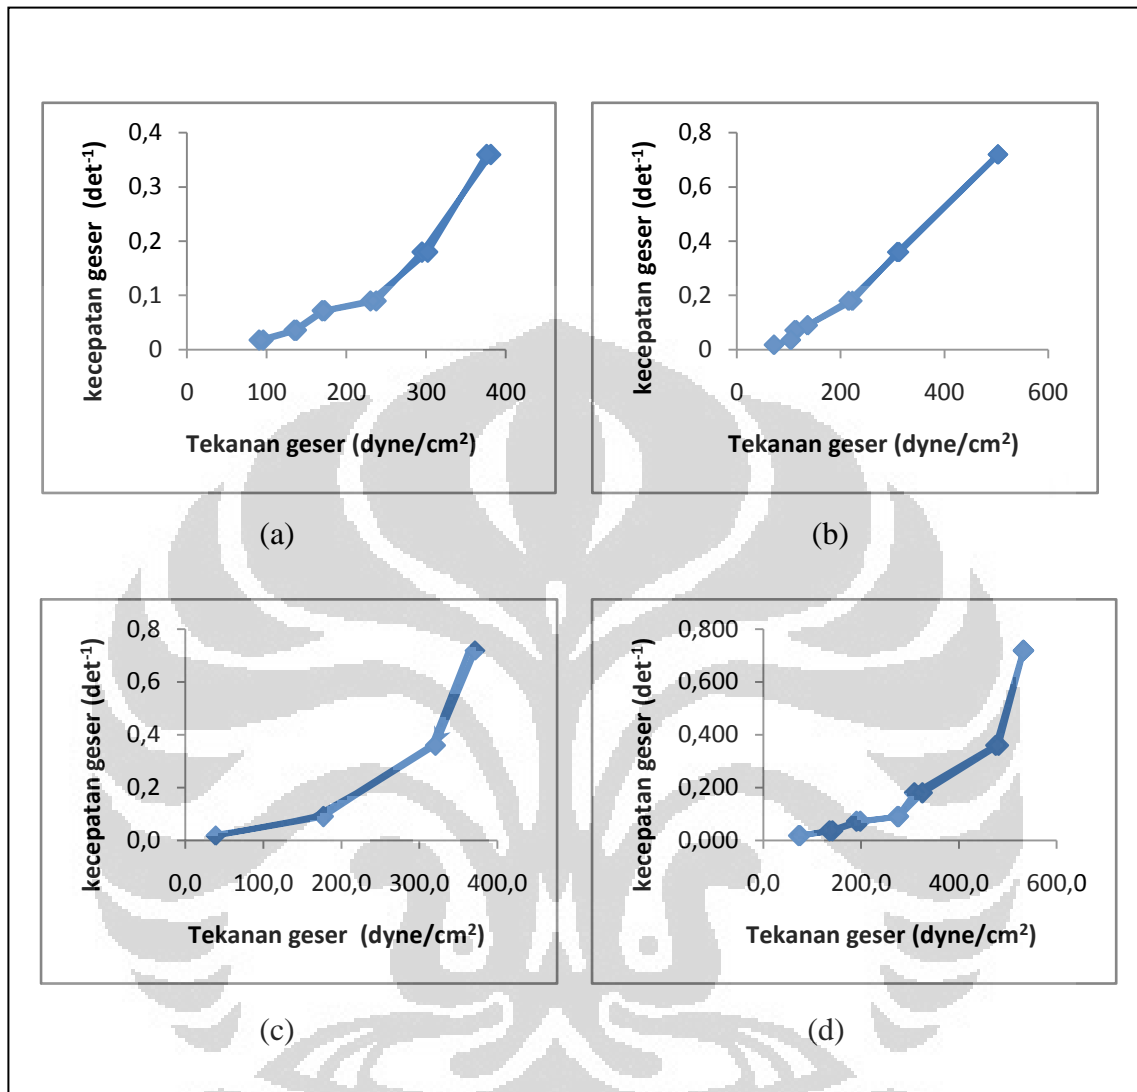 kecepatan geser (det⁻¹)
0,4
0,3
0,2
0,1
0
0 100 200 300 400
Tekanan geser (dyne/cm²)
(a)
kecepatan geser (det⁻¹)
0,8
0,6
0,4
0,2
0
0 200 400 600
Tekanan geser (dyne/cm²)
(b)
kecepatan geser (det⁻¹)
0,8
0,6
0,4
0,2
0,0
0,0 100,0 200,0 300,0 400,0
Tekanan geser (dyne/cm²)
(c)
kecepatan geser (det⁻¹)
0,800
0,600
0,400
0,200
0,000
0,0 200,0 400,0 600,0
Tekanan geser (dyne/cm²)
(d)